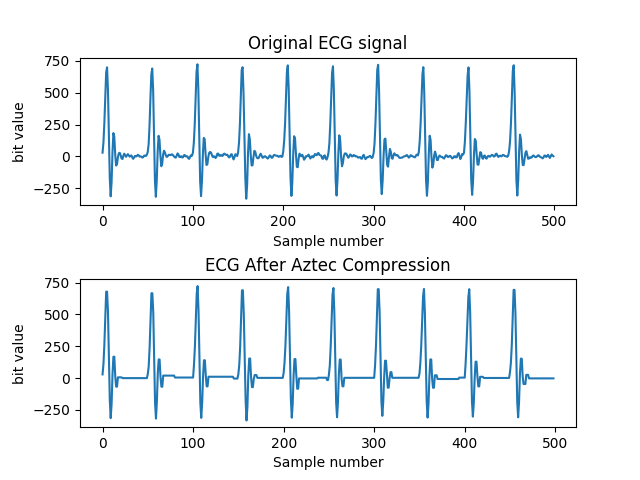 Original ECG signal
750
500
250
0
−250
bit value
0 100 200 300 400 500
Sample number
ECG After Aztec Compression
750
500
250
0
−250
bit value
0 100 200 300 400 500
Sample number